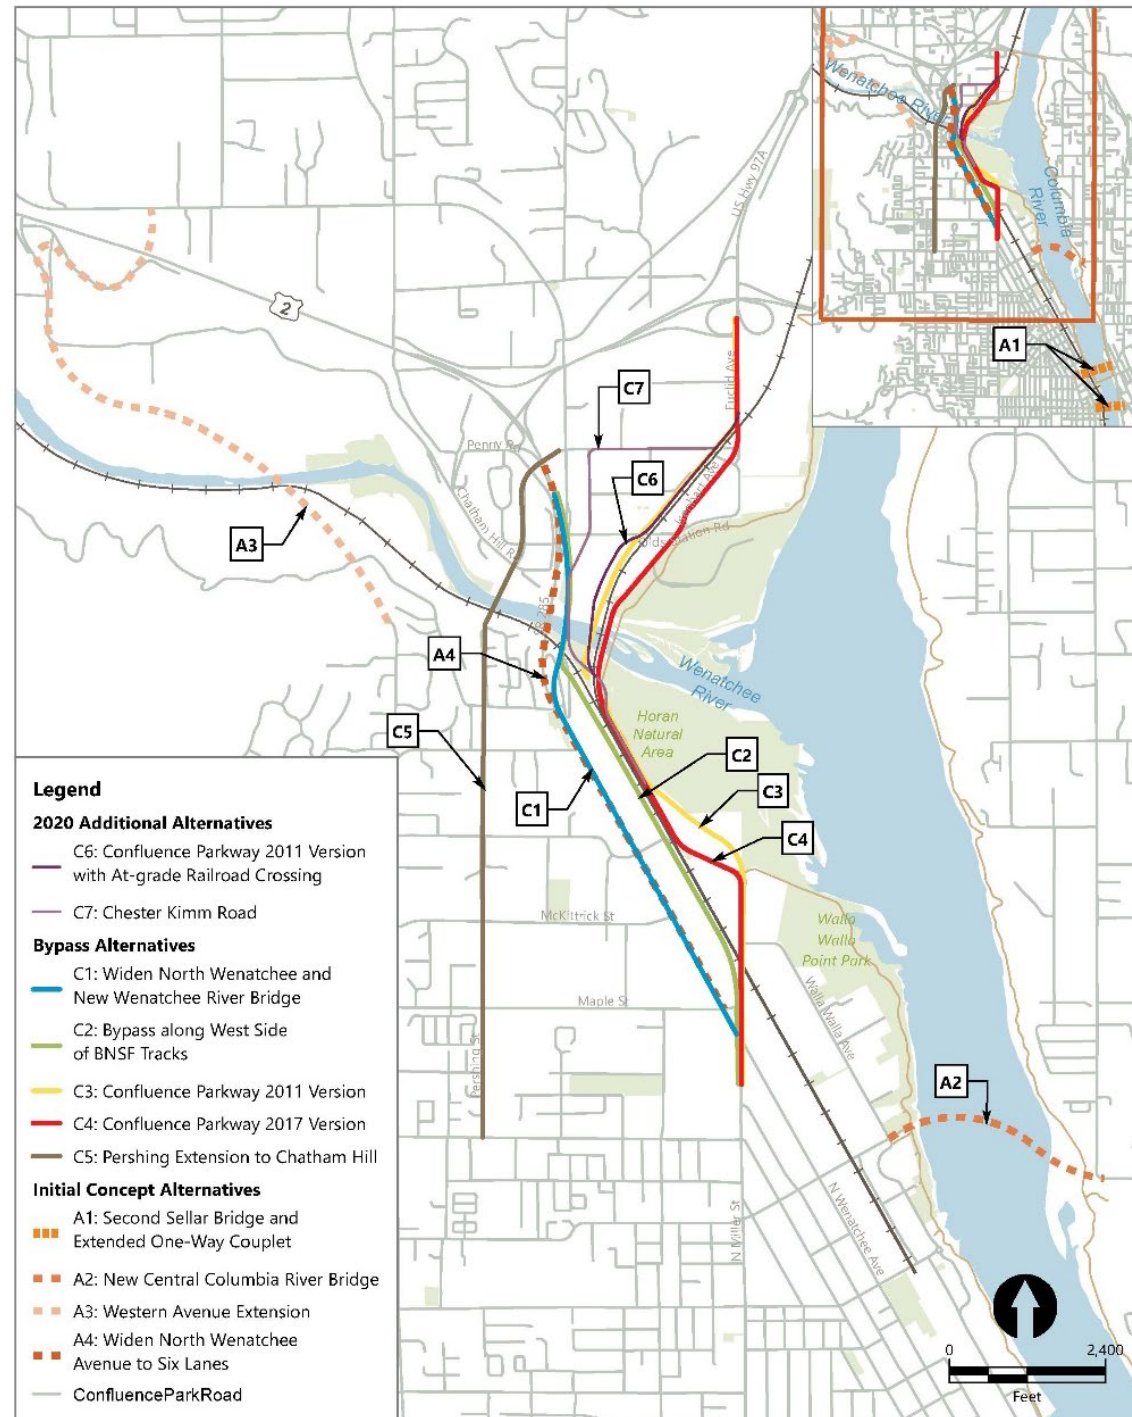 Wenatchee River
Columbia
River
A1
US Hwy 97A
2
Euclid Ave
C7
Penny Rd
C6
Chatham Hill R
Olds Station Rd
A3
SR 285
A4
Wenatchee
River
Horan
Natural
Area
C5
C2
C1
C3
C4
McKittrick St
Walla
Walla
Point Park
Maple St
Walla Walla Ave
Pershing St
A2
N Miller St
N Wenatchee Ave
Legend
2020 Additional Alternatives
C6: Confluence Parkway 2011 Version
with At-grade Railroad Crossing
C7: Chester Kimm Road
Bypass Alternatives
C1: Widen North Wenatchee and
New Wenatchee River Bridge
C2: Bypass along West Side
of BNSF Tracks
C3: Confluence Parkway 2011 Version
C4: Confluence Parkway 2017 Version
C5: Pershing Extension to Chatham Hill
Initial Concept Alternatives
A1: Second Sellar Bridge and
Extended One-Way Couplet
A2: New Central Columbia River Bridge
A3: Western Avenue Extension
A4: Widen North Wenatchee
Avenue to Six Lanes
ConfluenceParkRoad
0 2,400
Feet